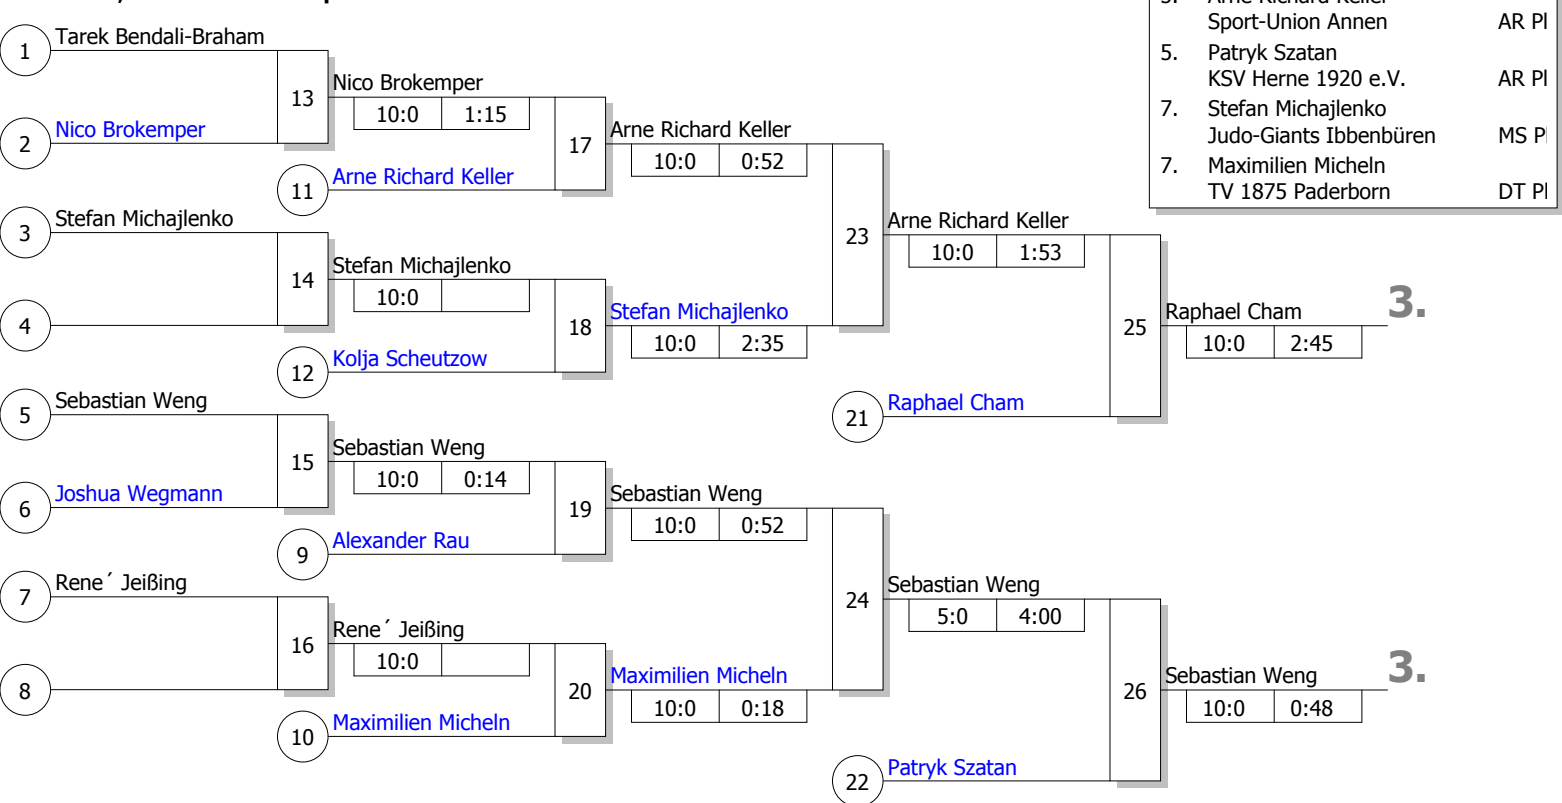 Tarek Bendali-Braham
1
13
Nico Brokemper
10:0 1:15
2
Nico Brokemper
17
Arne Richard Keller
10:0 0:52
11
Arne Richard Keller
3
Stefan Michajlenko
23
Arne Richard Keller
10:0 1:53
14
Stefan Michajlenko
10:0
4
18
Stefan Michajlenko
10:0 2:35
12
Kolja Scheutzow
25
Raphael Cham
3.
10:0 2:45
21
Raphael Cham
5
Sebastian Weng
15
Sebastian Weng
10:0 0:14
6
Joshua Wegmann
19
Sebastian Weng
10:0 0:52
9
Alexander Rau
7
Rene´ Jeißing
24
Sebastian Weng
5:0 4:00
16
Rene´ Jeißing
10:0
8
20
Maximilien Micheln
10:0 0:18
10
Maximilien Micheln
26
Sebastian Weng
3.
10:0 0:48
22
Patryk Szatan
Arne Richard Keller
Sport-Union Annen AR
5. Patryk Szatan
KSV Herne 1920 e.V. AR
7. Stefan Michajlenko
Judo-Giants Ibbenbüren MS
7. Maximilien Micheln
TV 1875 Paderborn DT